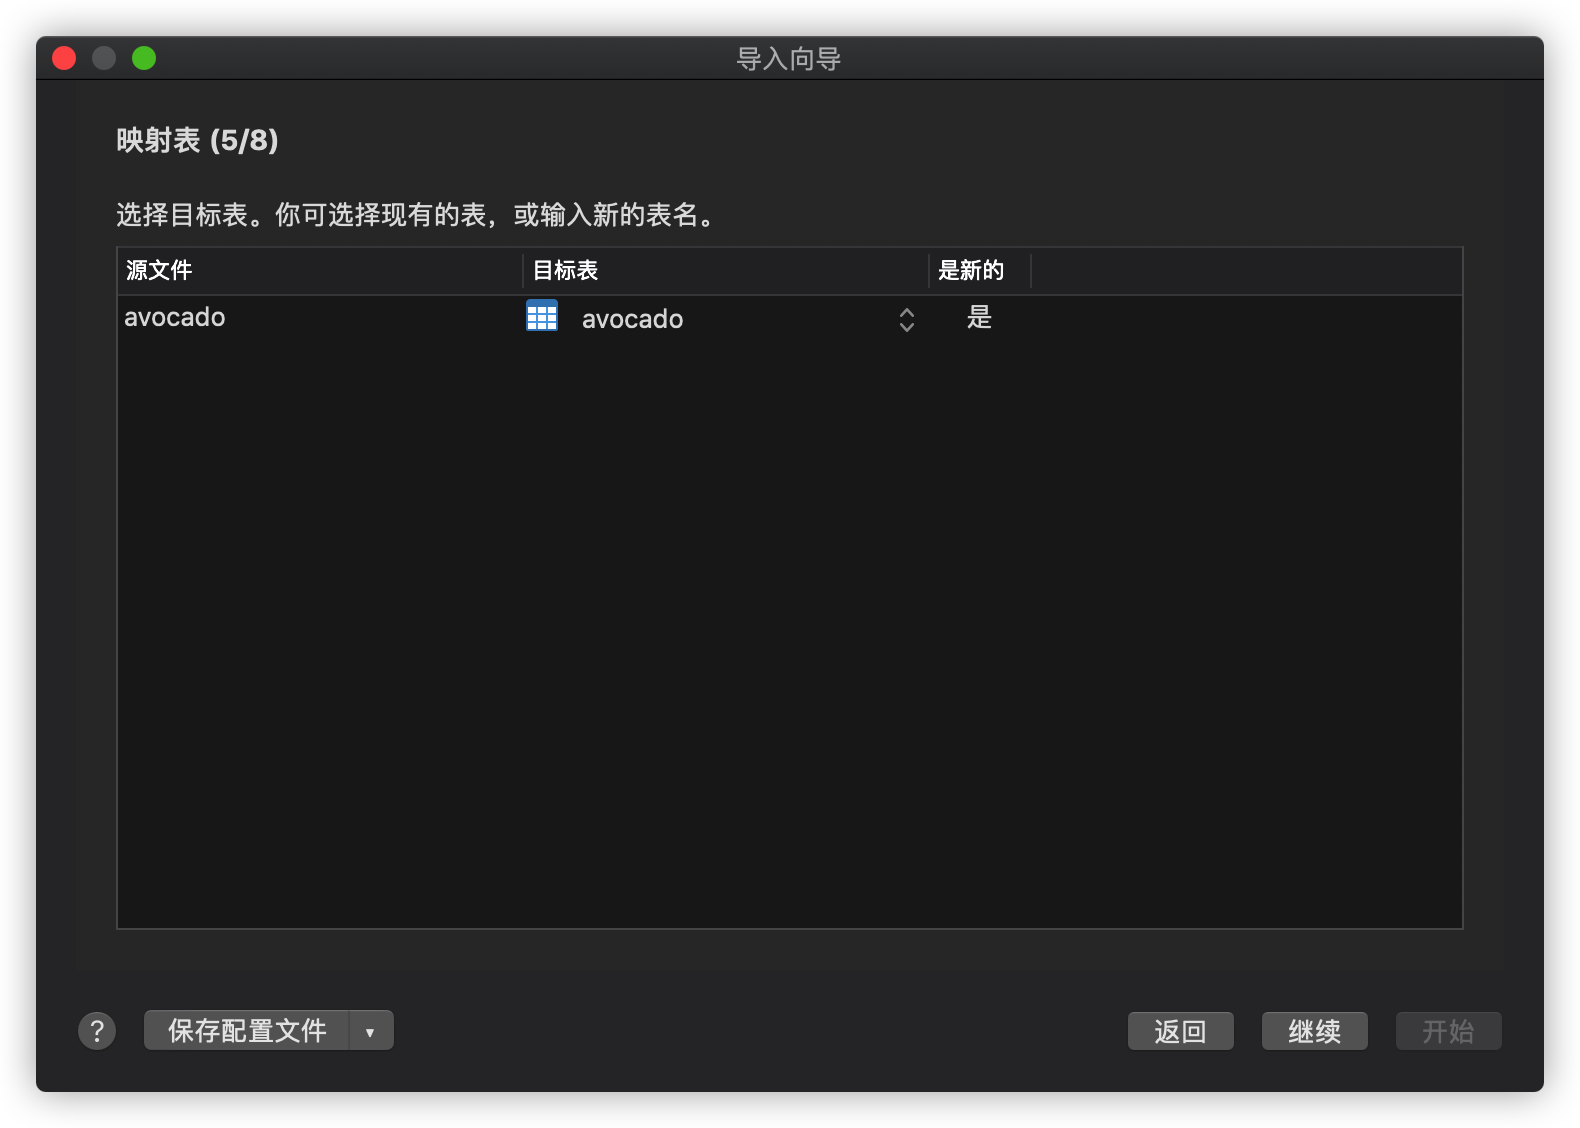 导入向导
映射表 (5/8)
选择目标表。你可选择现有的表，或输入新的表名。
源文件 目标表 是新的
avocado avocado 是
? 保存配置文件 ▾ 返回 继续 开始